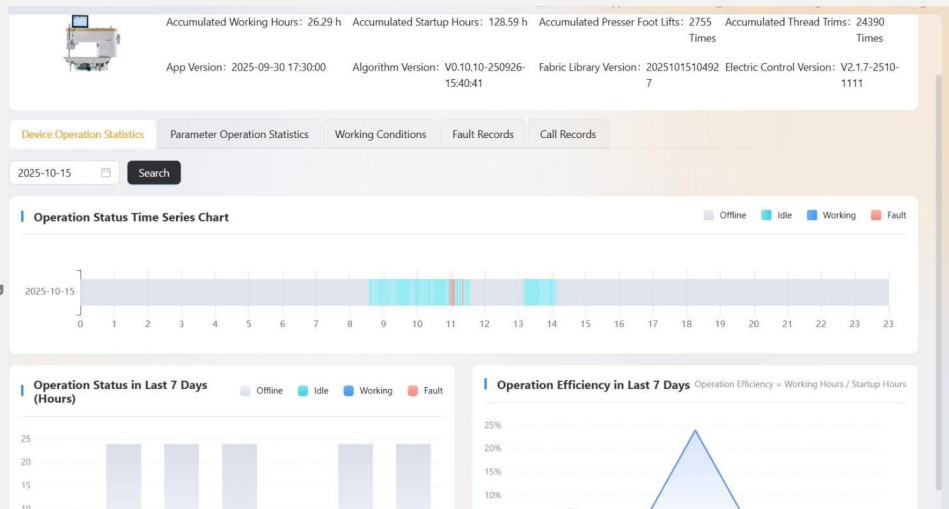 Accumulated Working Hours: 26.29 h Accumulated Startup Hours: 128.59 h Accumulated Presser Foot Lifts: 2755 Times Accumulated Thread Trims: 24390 Times
App Version: 2025-09-30 17:30:00 Algorithm Version: V0.10.10-250926-15:40:41 Fabric Library Version: 20251015104927 Electric Control Version: V2.1.7-2510-1111
Device Operation Statistics Parameter Operation Statistics Working Conditions Fault Records Call Records
2025-10-15 Search
Operation Status Time Series Chart Offline Idle Working Fault
2025-10-15
0 1 2 3 4 5 6 7 8 9 10 11 12 13 14 15 16 17 18 19 20 21 22 23 23
Operation Status in Last 7 Days (Hours) Offline Idle Working Fault
25
20
15
10
Operation Efficiency in Last 7 Days Operation Efficiency = Working Hours / Startup Hours
25%
20%
15%
10%